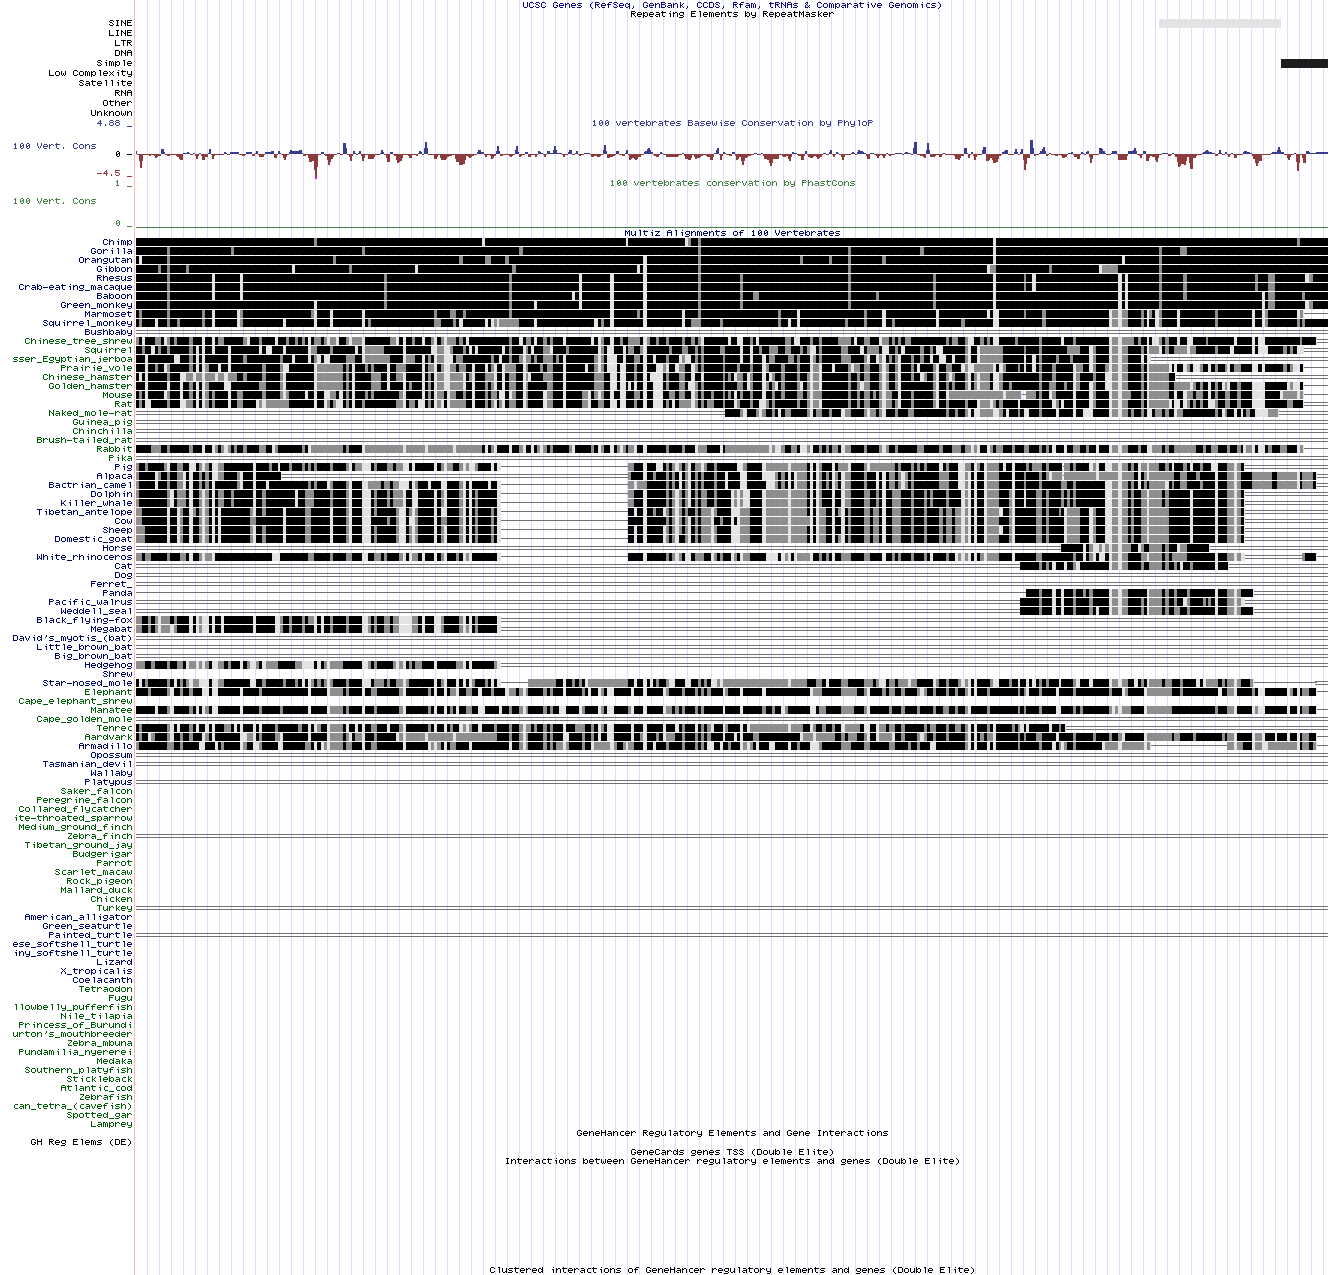 UCSC Genes (RefSeq, GenBank, CCDS, Rfam, tRNAs & Comparative Genomics)
Repeating Elements by RepeatMasker
SINE
LINE
LTR
DNA
Simple
Low Complexity
Satellite
RNA
Other
Unknown
4.88 _
100 vertebrates Basewise Conservation by PhyloP
100 Vert. Cons
0 _
-4.5 _
1 _
100 vertebrates conservation by PhastCons
100 Vert. Cons
0 _
Multiz Alignments of 100 Vertebrates
Chimp
Gorilla
Orangutan
Gibbon
Rhesus
Crab-eating_macaque
Baboon
Green_monkey
Marmoset
Squirrel_monkey
Bushbaby
Chinese_tree_shrew
Squirrel
sser_Egyptian_jerboa
Prairie_vole
Chinese_hamster
Golden_hamster
Mouse
Rat
Naked_mole-rat
Guinea_pig
Chinchilla
Brush-tailed_rat
Rabbit
Pika
Pig
Alpaca
Bactrian_camel
Dolphin
Killer_whale
Tibetan_antelope
Cow
Sheep
Domestic_goat
Horse
White_rhinoceros
Cat
Dog
Ferret_
Panda
Pacific_walrus
Weddell_seal
Black_flying-fox
Megabat
David's_myotis_(bat)
Little_brown_bat
Big_brown_bat
Hedgehog
Shrew
Star-nosed_mole
Elephant
Cape_elephant_shrew
Manatee
Cape_golden_mole
Tenrec
Aardvark
Armadillo
Opossum
Tasmanian_devil
Wallaby
Platypus
Saker_falcon
Peregrine_falcon
Collared_flycatcher
ite-throated_sparrow
Medium_ground_finch
Zebra_finch
Tibetan_ground_jay
Budgerigar
Parrot
Scarlet_macaw
Rock_pigeon
Mallard_duck
Chicken
Turkey
American_alligator
Green_seaturtle
Painted_turtle
ese_softshell_turtle
iny_softshell_turtle
Lizard
X_tropicalis
Coelacanth
Tetraodon
Fugu
llowbelly_pufferfish
Nile_tilapia
Princess_of_Burundi
urton's_mouthbreeder
Zebra_mbuna
Pundamilia_nyererei
Medaka
Southern_platyfish
Stickleback
Atlantic_cod
Zebrafish
can_tetra_(cavefish)
Spotted_gar
Lamprey
GeneHancer Regulatory Elements and Gene Interactions
GH Reg Elems (DE)
GeneCards genes TSS (Double Elite)
Interactions between GeneHancer regulatory elements and genes (Double Elite)
Clustered interactions of GeneHancer regulatory elements and genes (Double Elite)